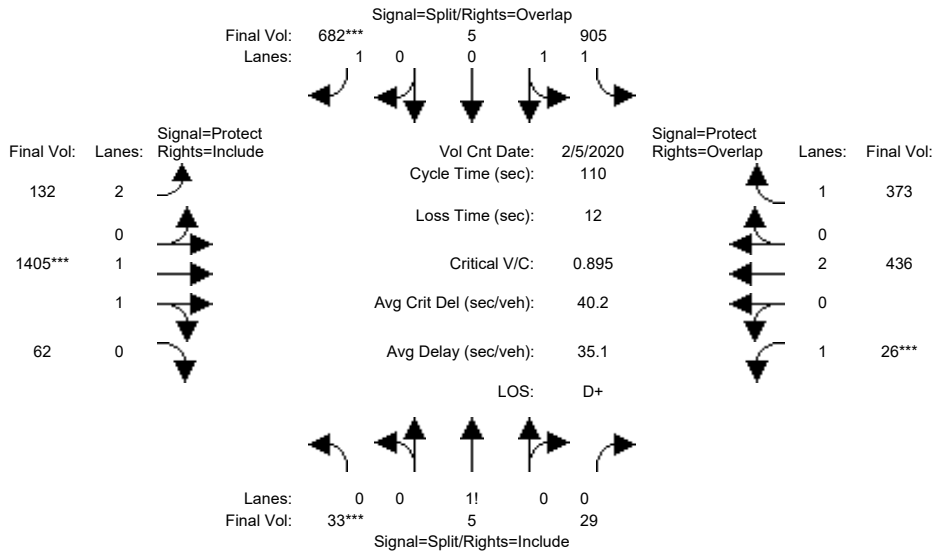 Signal=Split/Rights=Overlap
Final Vol: 682*** 5 905
Lanes: 1 0 0 1 1
Signal=Protect Signal=Protect
Final Vol: Lanes: Rights=Include Vol Cnt Date: 2/5/2020 Rights=Overlap Lanes: Final Vol:
Cycle Time (sec): 110
132 2 1 373
Loss Time (sec): 12
0 0
1405*** 1 Critical V/C: 0.895 2 436
1 Avg Crit Del (sec/veh): 40.2 0
62 0 Avg Delay (sec/veh): 35.1 1 26***
LOS: D+
Lanes: 0 0 1! 0 0
Final Vol: 33*** 5 29
Signal=Split/Rights=Include